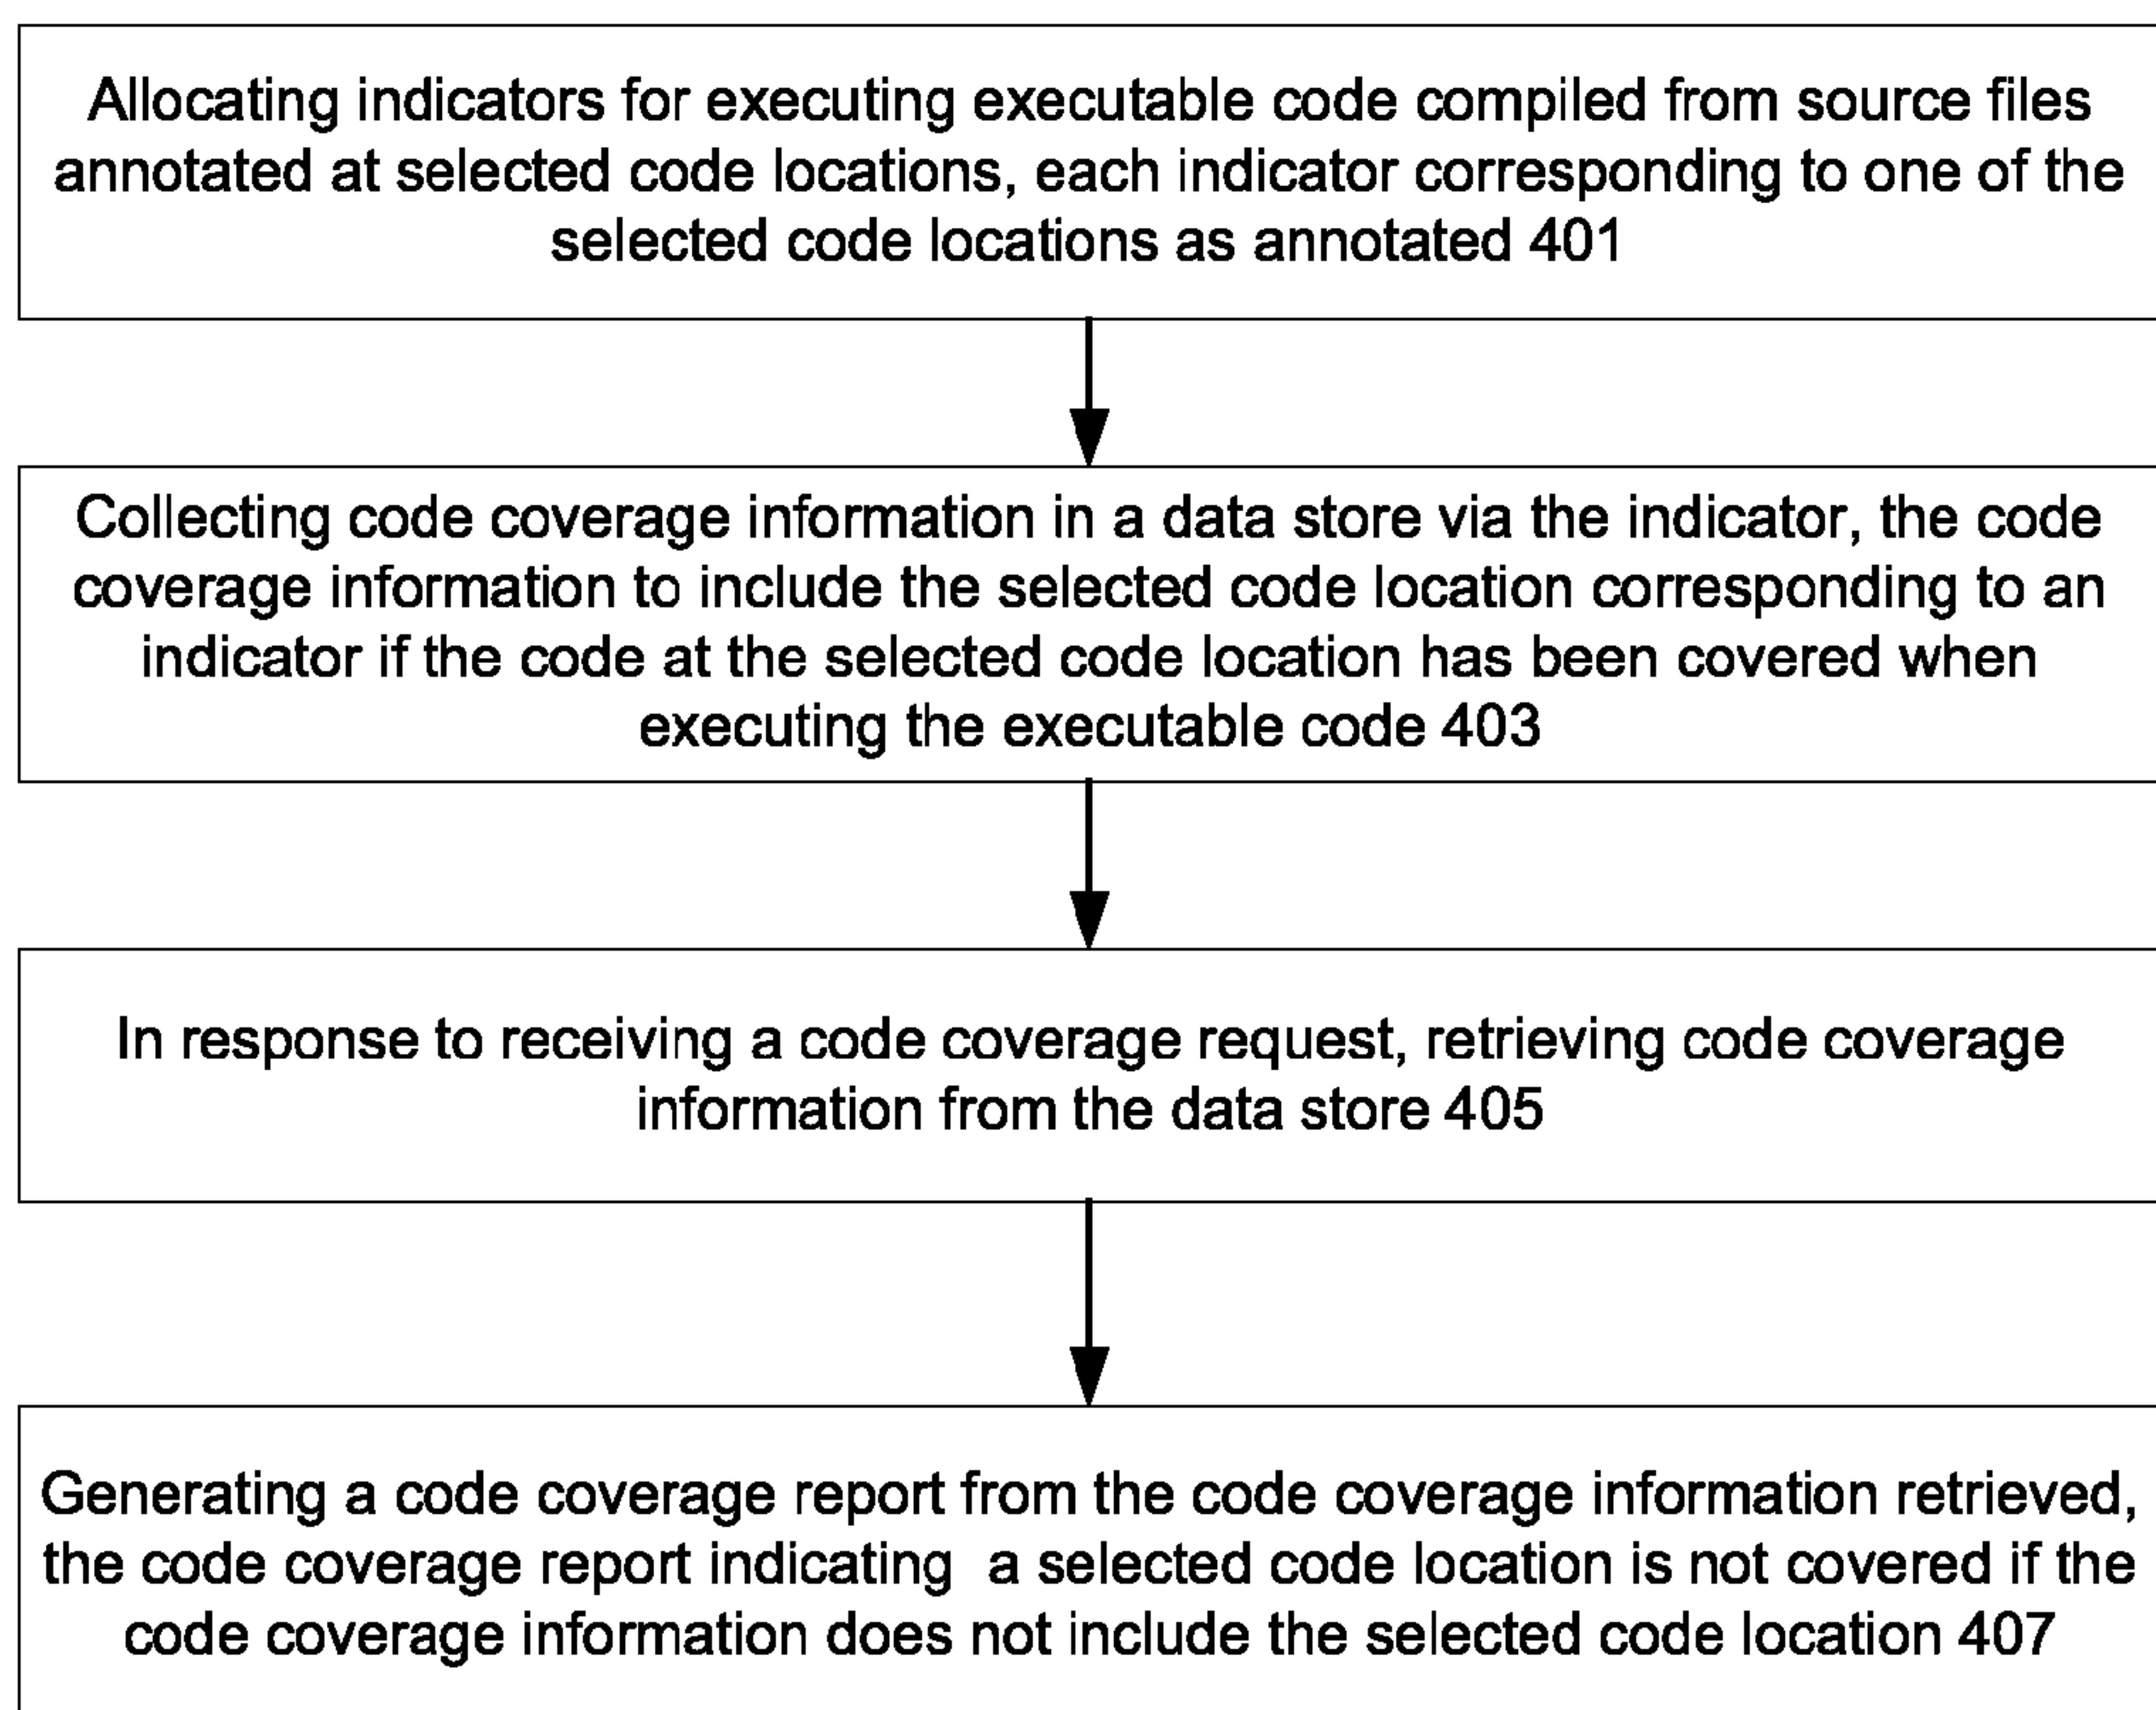 Allocating indicators for executing executable code compiled from source files
annotated at selected code locations, each indicator corresponding to one of the
selected code locations as annotated 401
Collecting code coverage information in a data store via the indicator, the code
coverage information to include the selected code location corresponding to an
indicator if the code at the selected code location has been covered when
executing the executable code 403
In response to receiving a code coverage request, retrieving code coverage
information from the data store 405
Generating a code coverage report from the code coverage information retrieved,
the code coverage report indicating  a selected code location is not covered if the
code coverage information does not include the selected code location 407